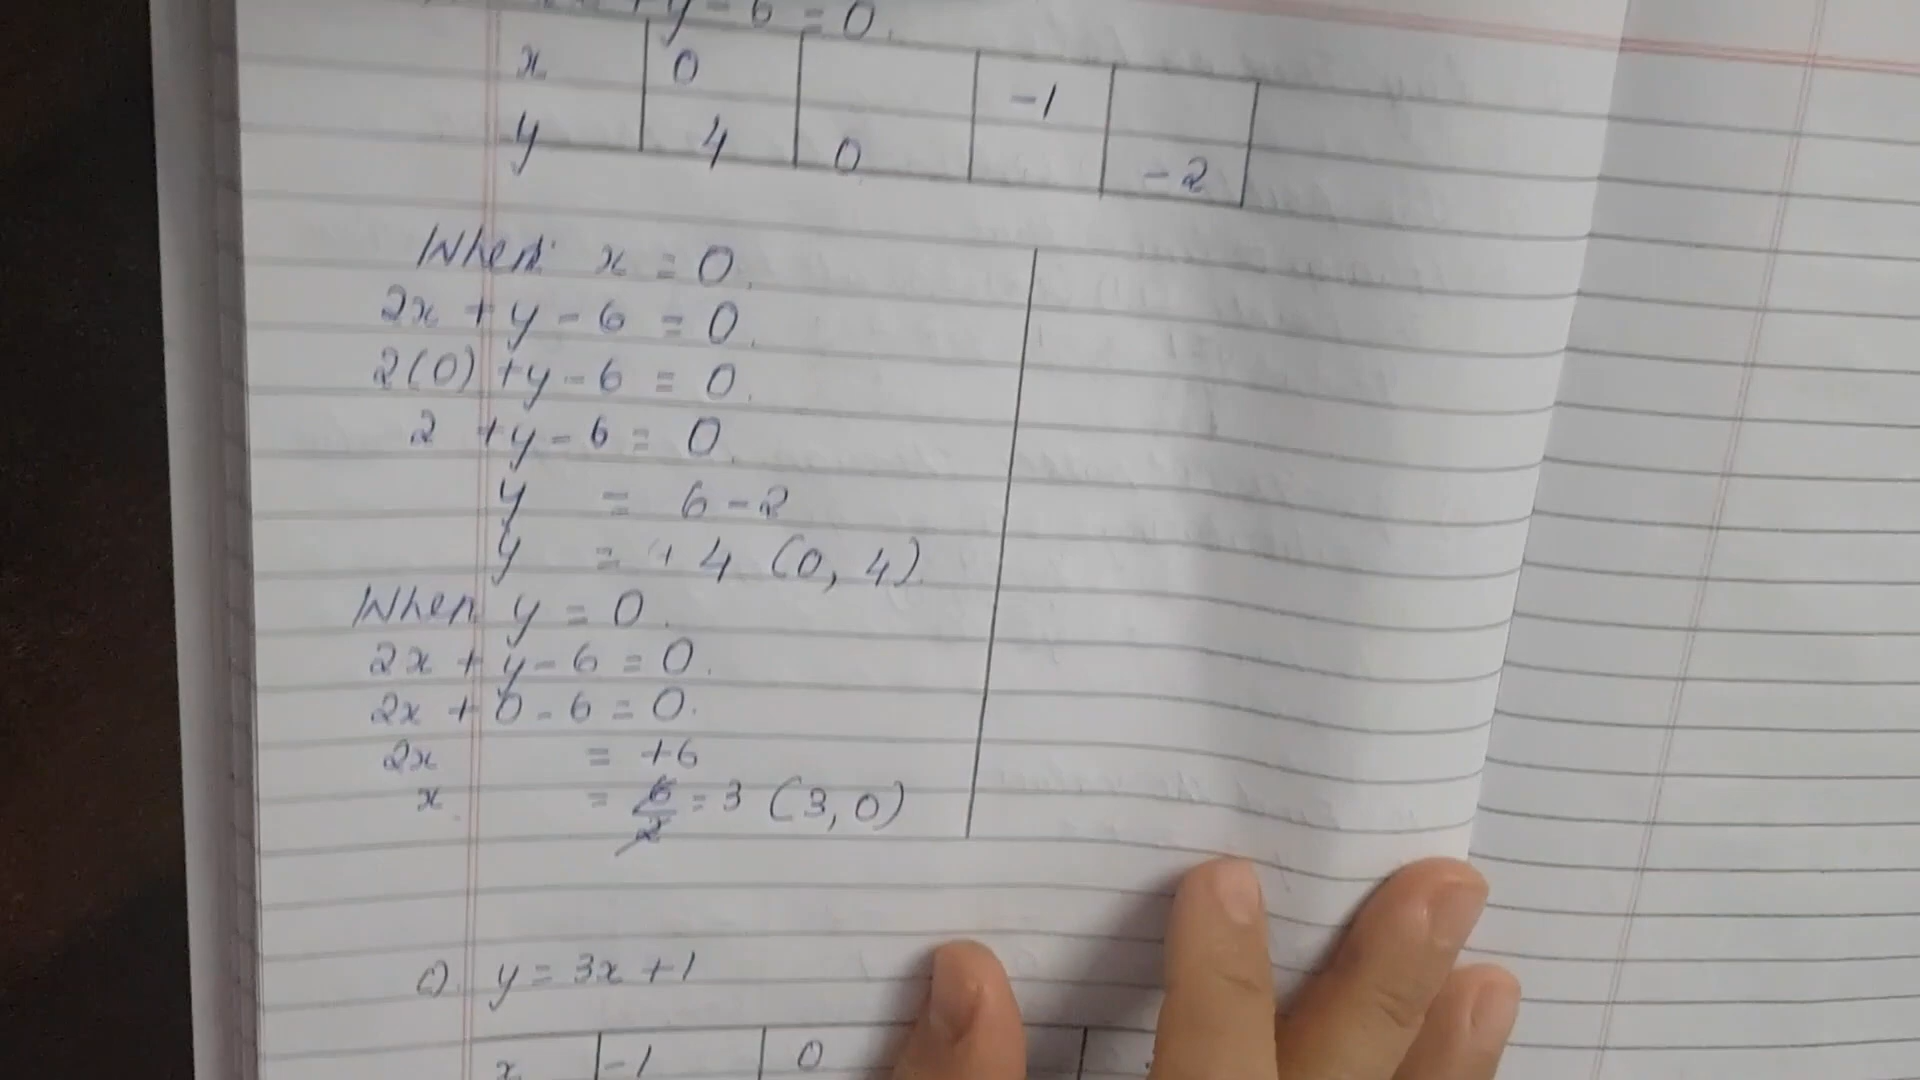 +y-6=0.
x 0 -1
y 4 0 -2
When x = 0.
2x + y - 6 = 0.
2(0) + y - 6 = 0.
2 + y - 6 = 0.
y = 6 - 2
y = +4 (0, 4)
When y = 0.
2x + y - 6 = 0.
2x + 0 - 6 = 0.
2x = +6
x = 6/2 = 3 (3, 0)
y = 3x + 1
x -1 0